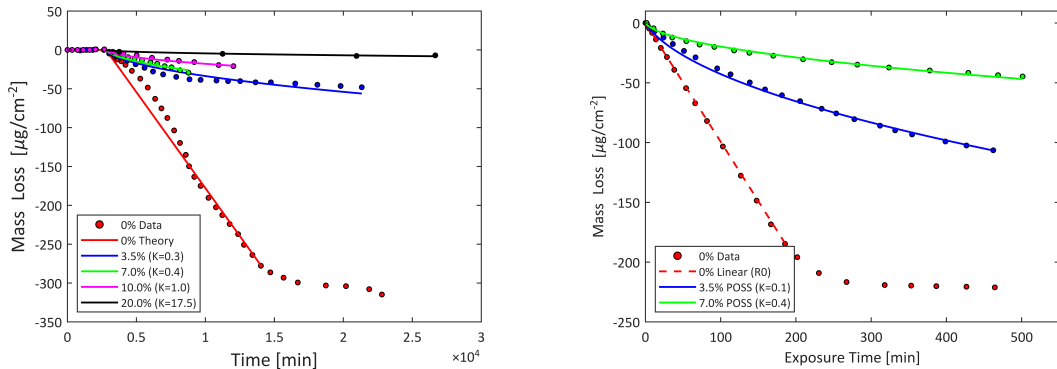 50
0
-50
-100
-150
-200
-250
-300
-350
Mass Loss [μg/cm⁻²]
0% Data
0% Theory
3.5% (K=0.3)
7.0% (K=0.4)
10.0% (K=1.0)
20.0% (K=17.5)
0 0.5 1 1.5 2 2.5 3
×10⁴
Time [min]
0
-50
-100
-150
-200
-250
Mass Loss [μg/cm⁻²]
0% Data
0% Linear (R0)
3.5% POSS (K=0.1)
7.0% POSS (K=0.4)
0 100 200 300 400 500
Exposure Time [min]